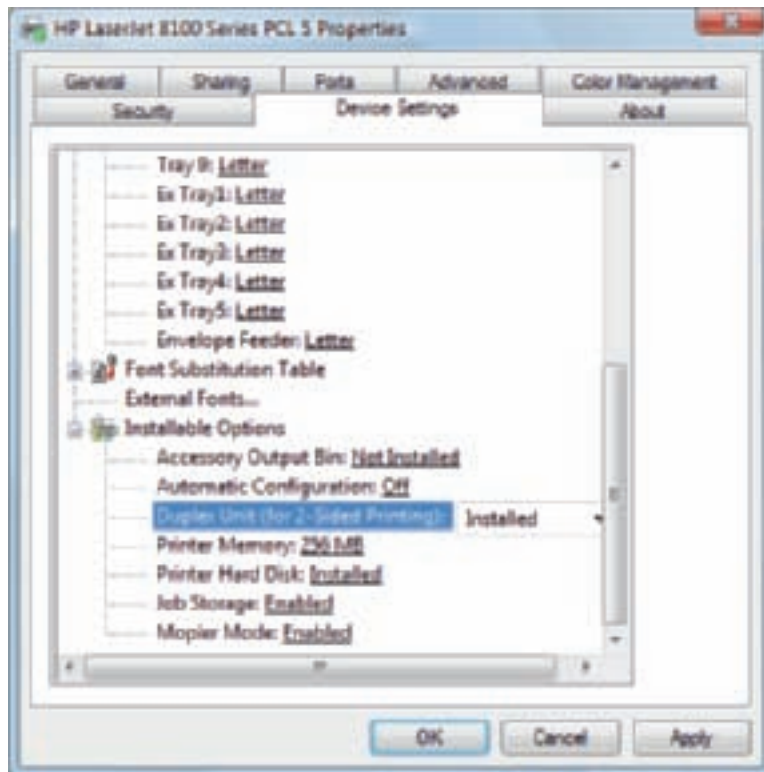 HP LaserJet 8100 Series PCL 5 Properties
General Sharing Ports Advanced Color Management
Security Device Settings About
Letter
Ex Tray1: Letter
Ex Tray2: Letter
Ex Tray3: Letter
Ex Tray4: Letter
Ex Tray5: Letter
Envelope Feeder: Letter
Font Substitution Table
External Fonts...
Installable Options
Accessory Output Bin: Not Installed
Automatic Configuration: Off
Duplex Unit (for 2-Sided Printing): Installed
Printer Memory: 256 MB
Printer Hard Disk: Installed
Job Storage: Enabled
Mopier Mode: Enabled
OK Cancel Apply